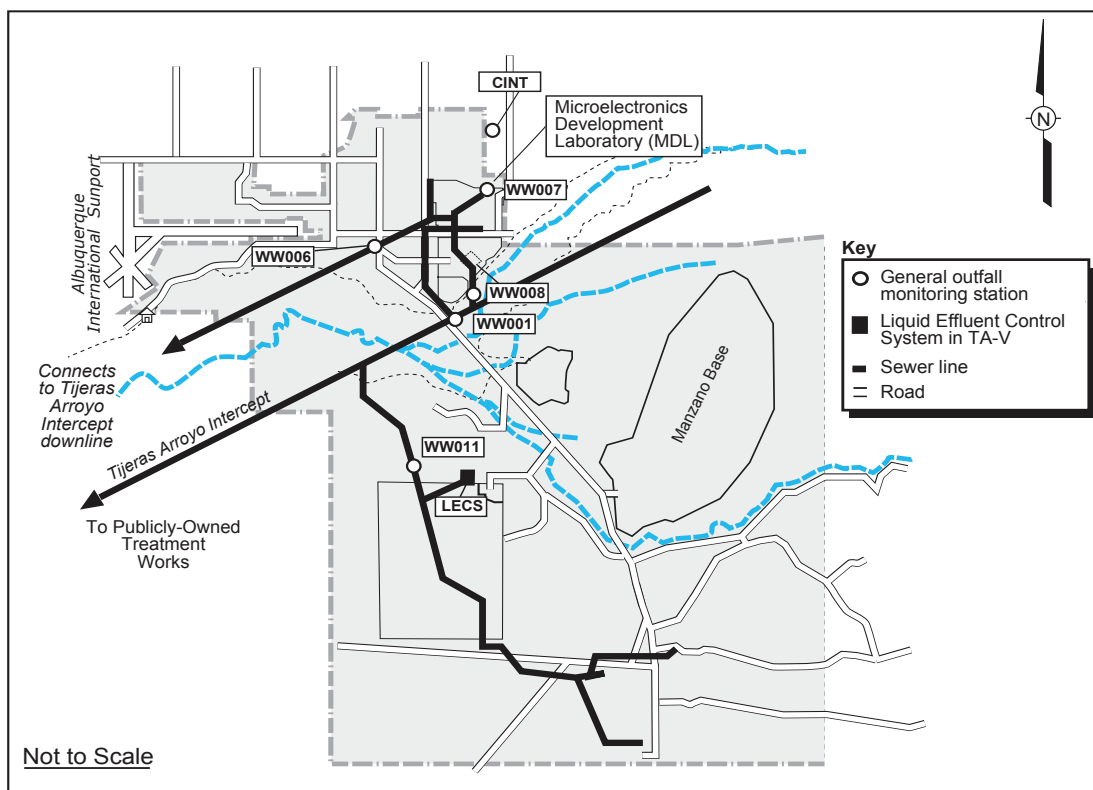 CINT
Microelectronics
Development
Laboratory (MDL)
N
WW007
Albuquerque
International Sunport
WW006
WW008
WW001
Key
General outfall
monitoring station
Liquid Effluent Control
System in TA-V
Sewer line
Road
Connects
to Tijeras
Arroyo
Intercept
downline
Tijeras Arroyo Intercept
Manzano Base
WW011
LECS
To Publicly-Owned
Treatment
Works
Not to Scale